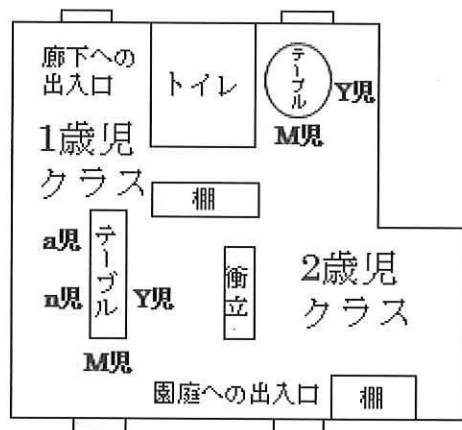 廊下への
出入口
トイレ
テーブル
Y児
M児
1歳児
クラス
棚
a児
テーブル
n児
Y児
M児
衝立
2歳児
クラス
園庭への出入口
棚